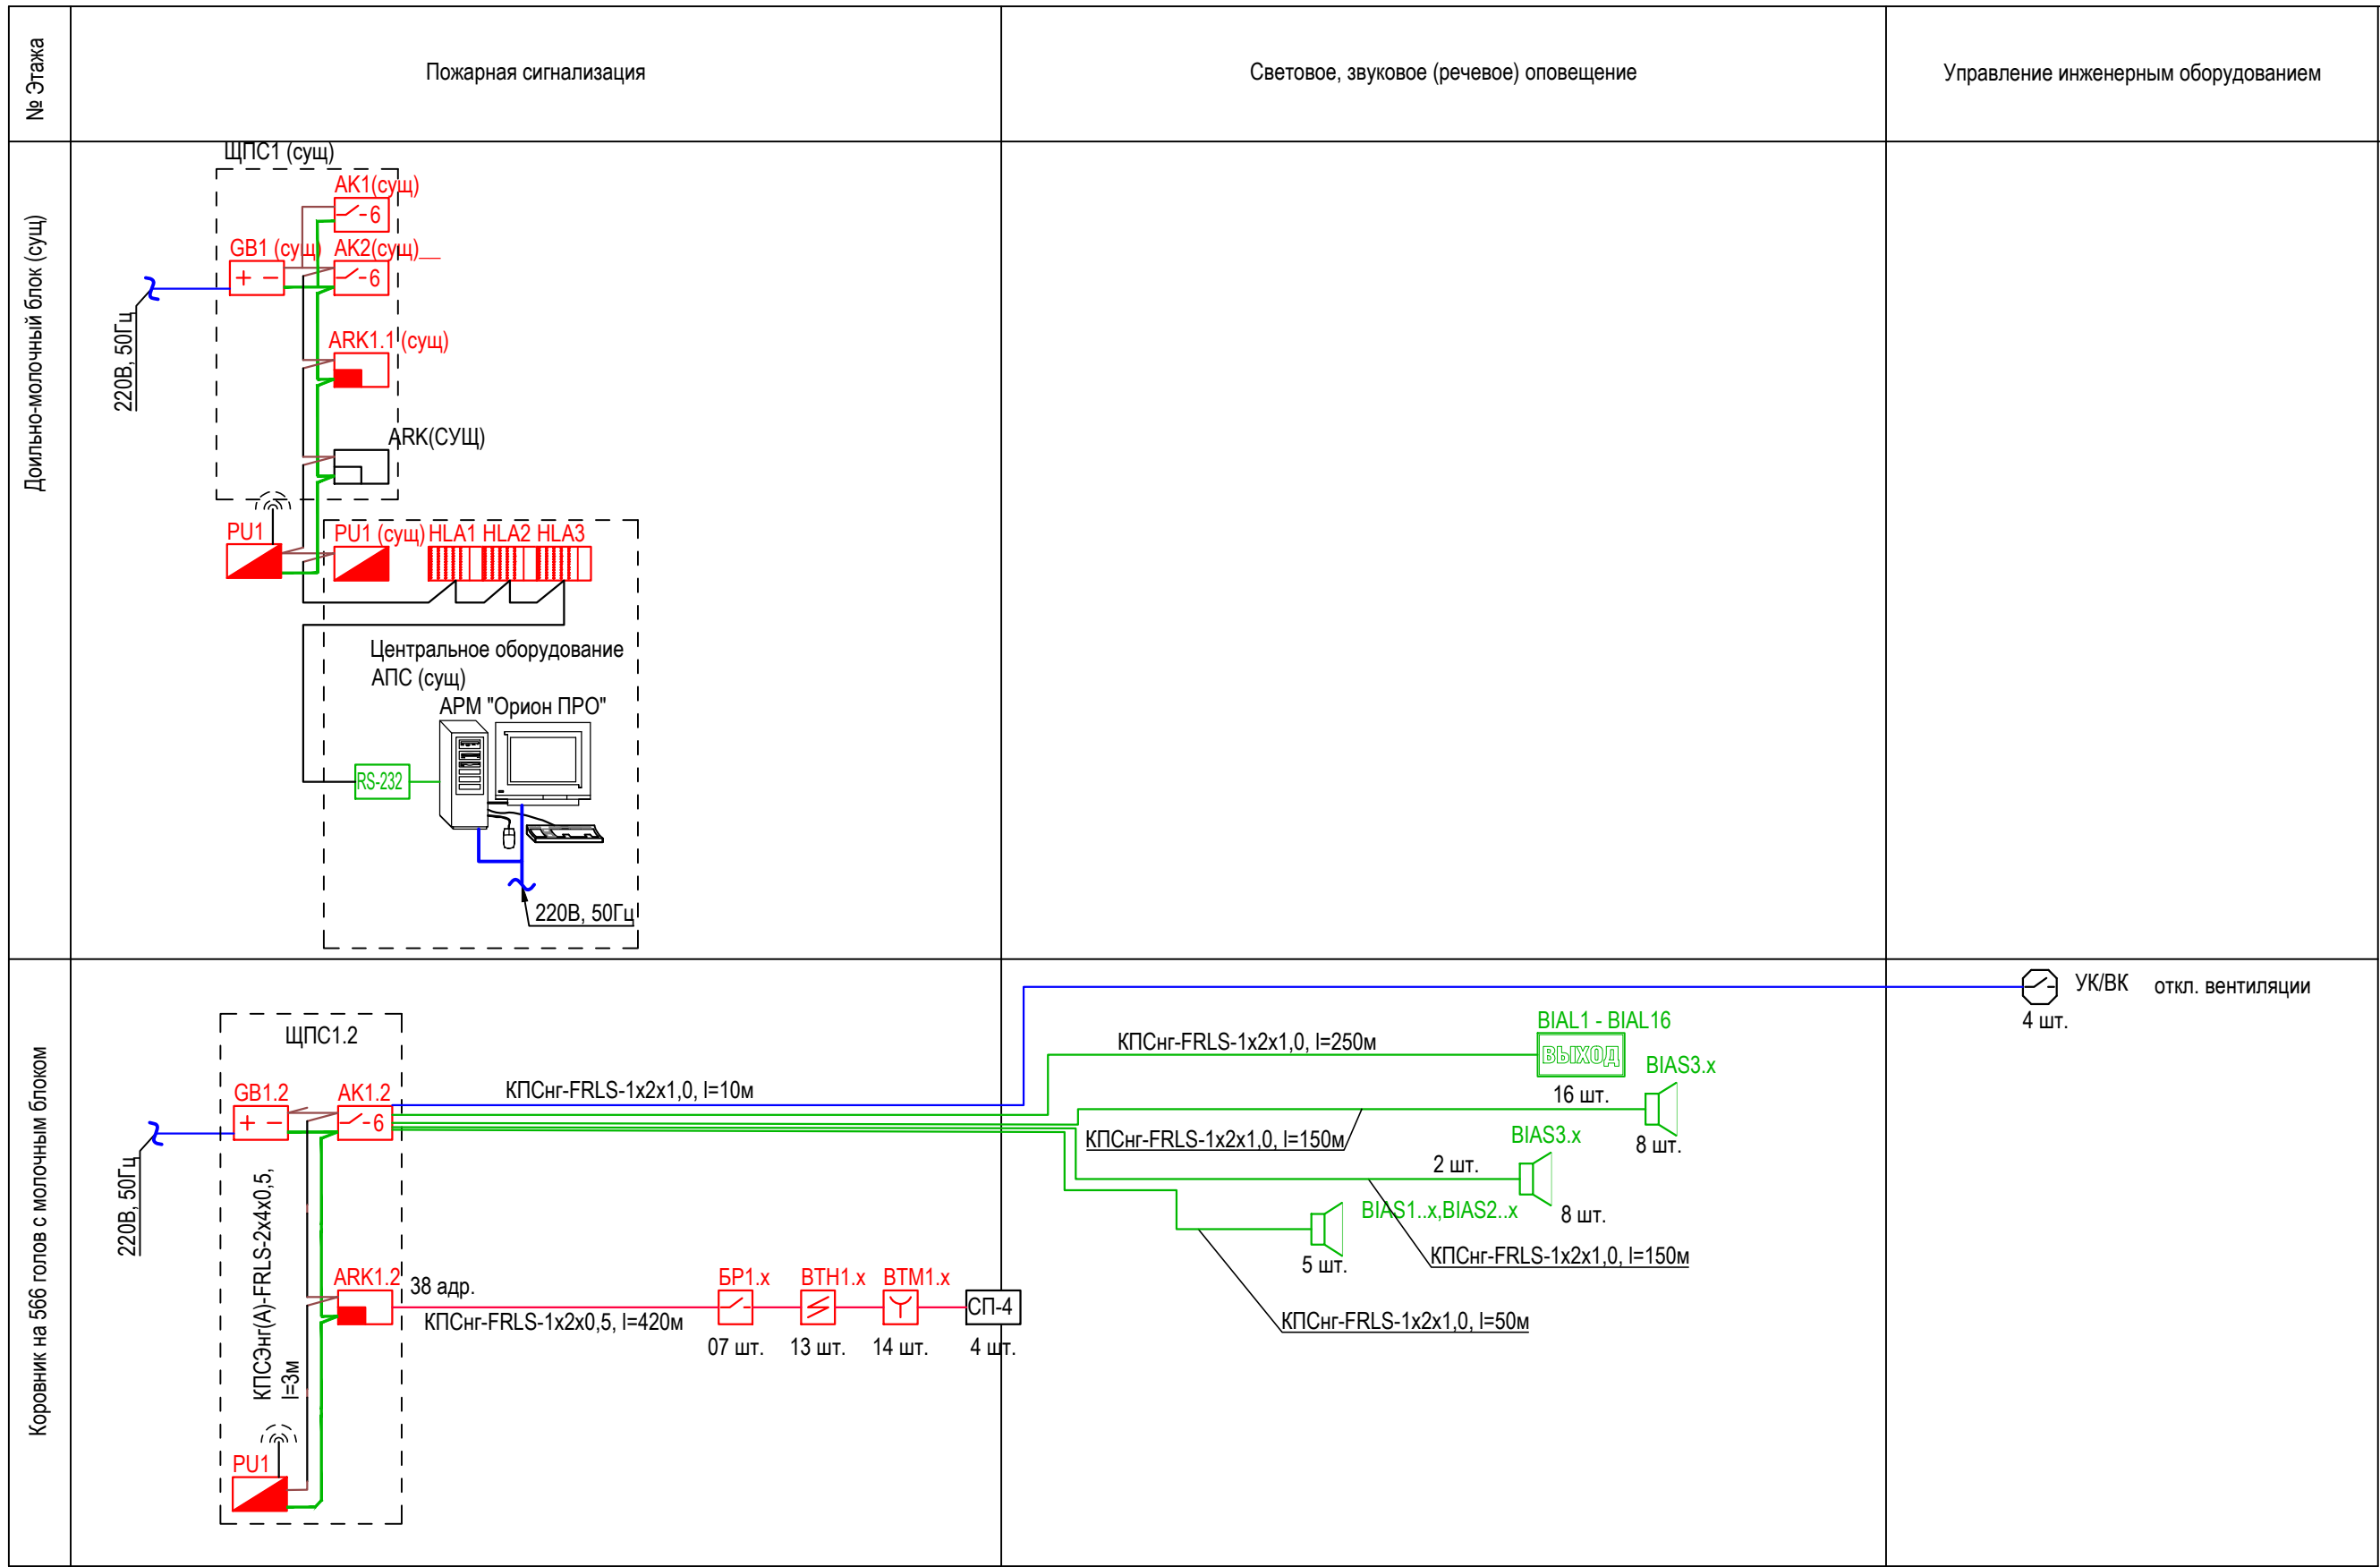 № Этажа
Пожарная сигнализация
Световое, звуковое (речевое) оповещение
Управление инженерным оборудованием
Доильно-молочный блок (сущ)
ЩПС1 (сущ)
AK1(сущ)
6
GB1 (сущ)
AK2(сущ)__
+ −
6
220В, 50Гц
ARK1.1 (сущ)
ARK(СУЩ)
PU1
PU1 (сущ)
HLA1 HLA2 HLA3
Центральное оборудование
АПС (сущ)
АРМ "Орион ПРО"
RS-232
220В, 50Гц
Коровник на 566 голов с молочным блоком
ЩПС1.2
GB1.2
AK1.2
+ −
6
220В, 50Гц
КПСЭнг(А)-FRLS-2х4х0,5,
l=3м
ARK1.2
PU1
38 адр.
КПСнг-FRLS-1х2х0,5, l=420м
БР1.х
07 шт.
ВТН1.х
13 шт.
ВТМ1.х
14 шт.
СП-4
4 шт.
КПСнг-FRLS-1х2х1,0, l=10м
КПСнг-FRLS-1х2х1,0, l=250м
BIAL1 - BIAL16
ВЫХОД
16 шт.
BIAS3.x
8 шт.
КПСнг-FRLS-1х2х1,0, l=150м
BIAS3.x
2 шт.
8 шт.
BIAS1..x,BIAS2..x
5 шт.
КПСнг-FRLS-1х2х1,0, l=150м
КПСнг-FRLS-1х2х1,0, l=50м
УК/ВК
откл. вентиляции
4 шт.